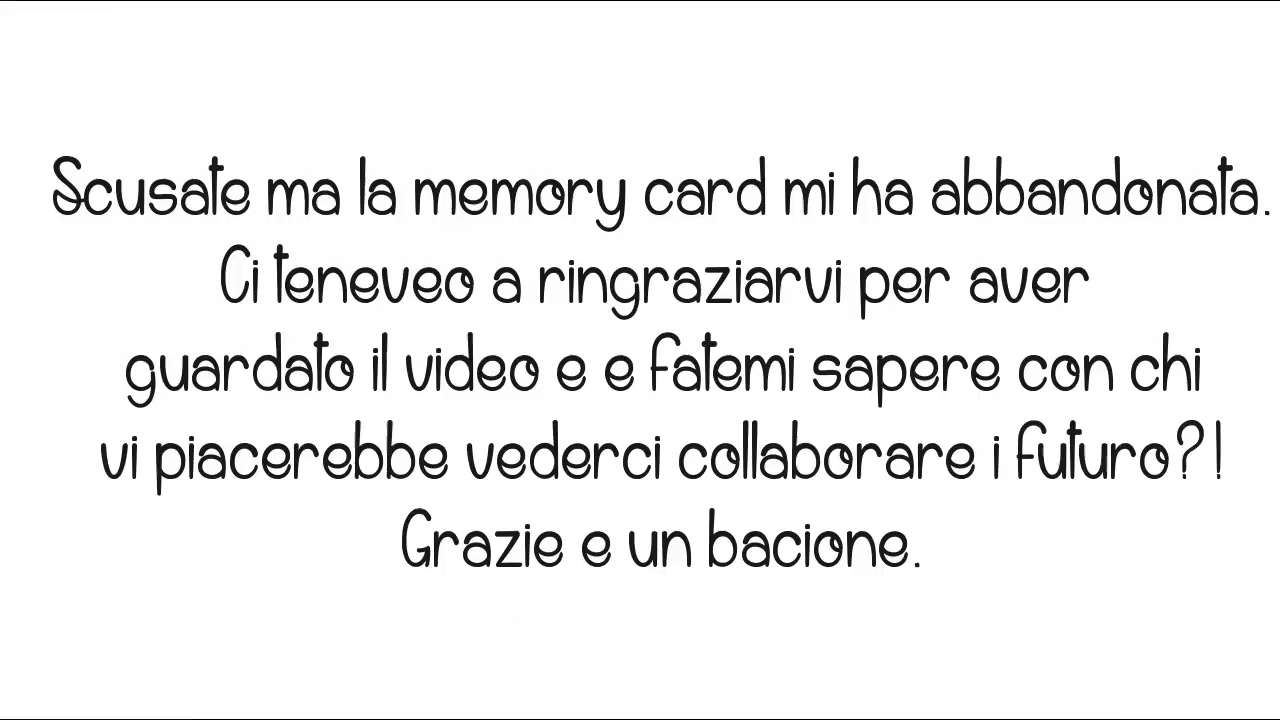 Scusate ma la memory card mi ha abbandonata.
Ci teneveo a ringraziarvi per aver
guardato il video e e fatemi sapere con chi
vi piacerebbe vederci collaborare i futuro?!
Grazie e un bacione.